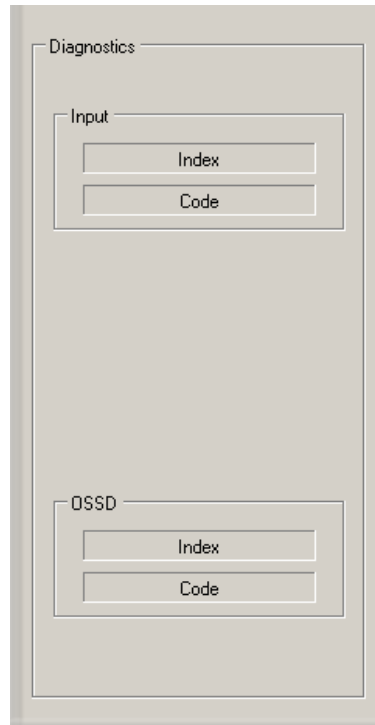 Diagnostics
Input
Index
Code
OSSD
Index
Code